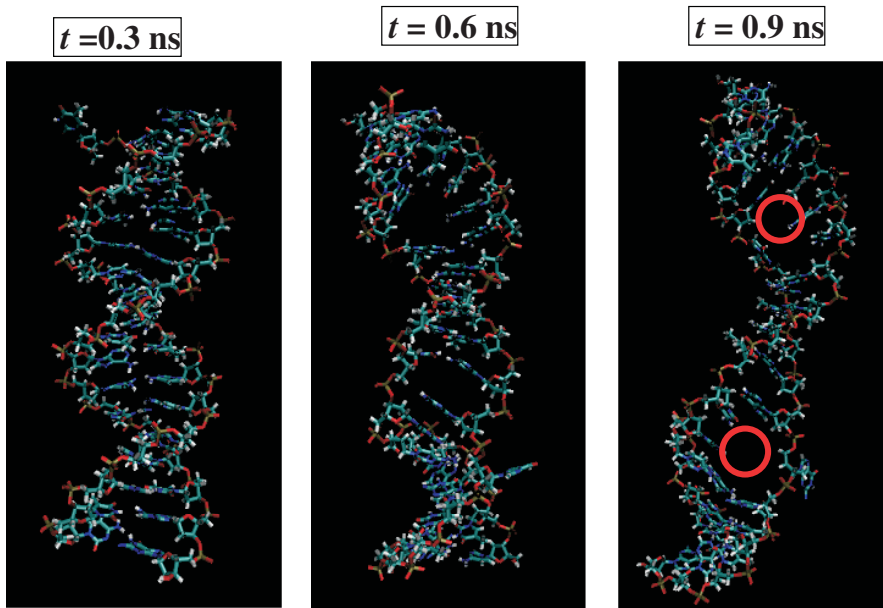 t =0.3 ns
t = 0.6 ns
t = 0.9 ns